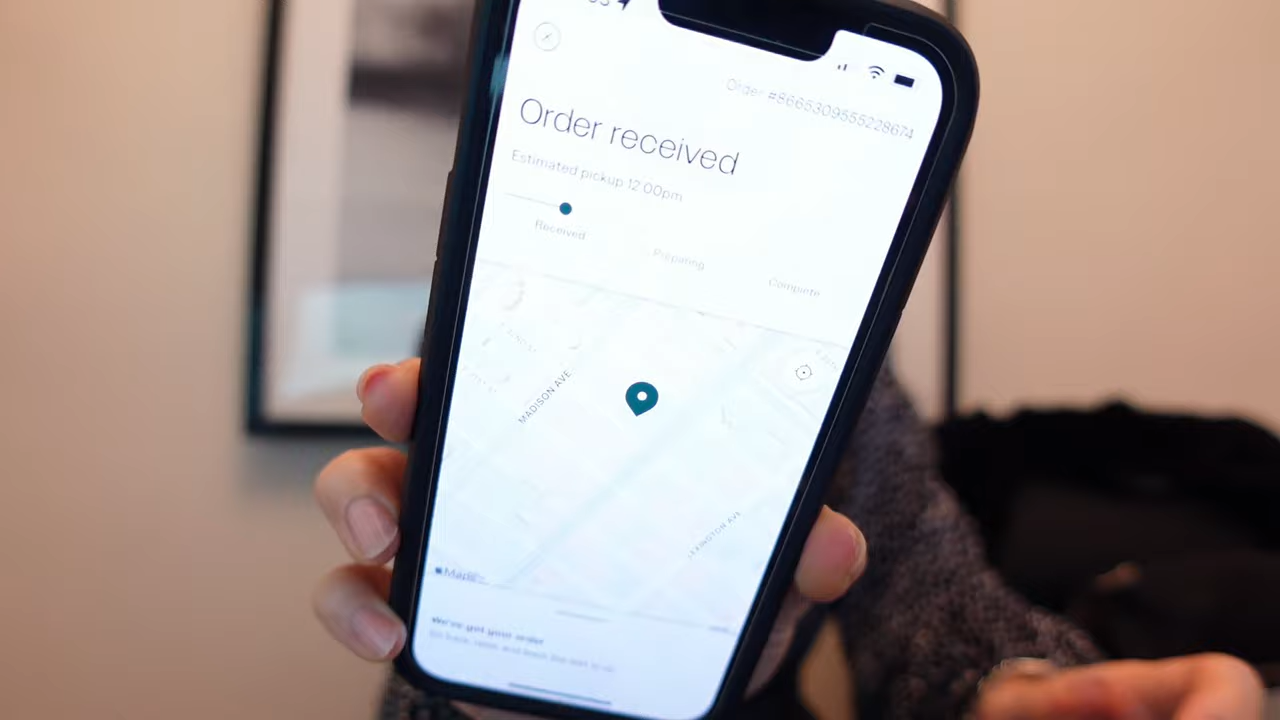 Order #8665309555228674
Order received
Estimated pickup 12:00pm
Received
Preparing
Complete
MADISON AVE
LEXINGTON AVE
Maps
We've got your order